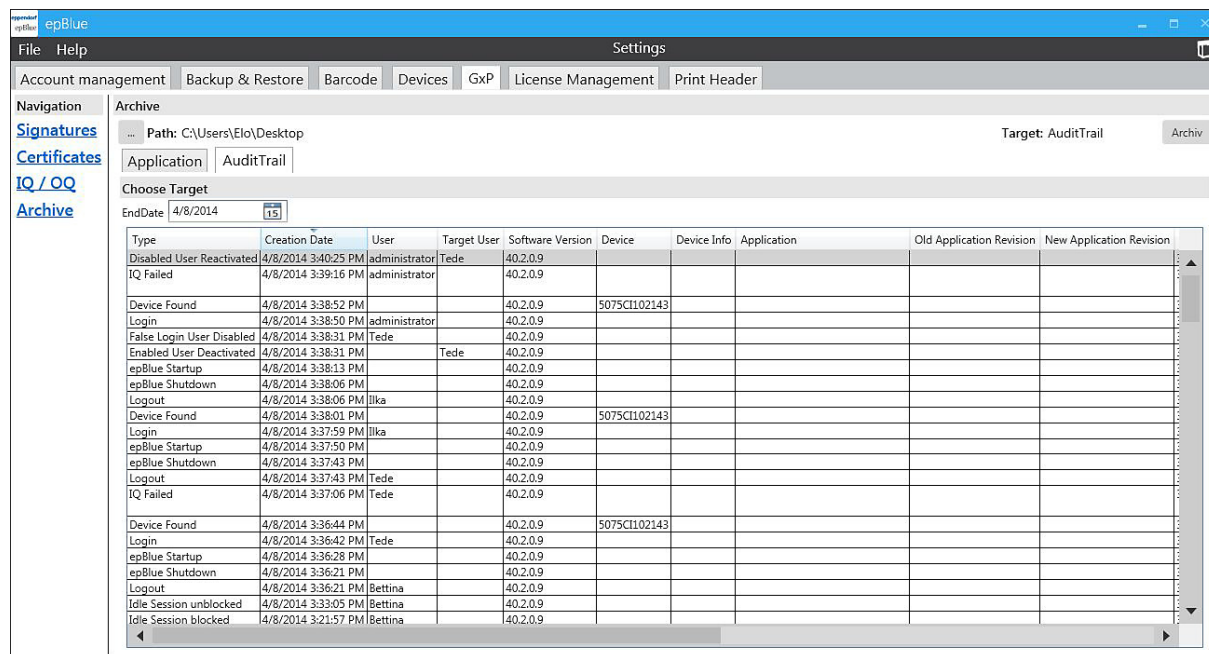 eppendorf
epBlue epBlue
File Help Settings
Account management Backup & Restore Barcode Devices GxP License Management Print Header
Navigation Archive
Signatures
... Path: C:\Users\Elo\Desktop Target: AuditTrail Archiv
Certificates
Application AuditTrail
IQ / OQ
Choose Target
Archive
EndDate 4/8/2014 15
Type Creation Date User Target User Software Version Device Device Info Application Old Application Revision New Application Revision
Disabled User Reactivated 4/8/2014 3:40:25 PM administrator Tede 40.2.0.9
IQ Failed 4/8/2014 3:39:16 PM administrator 40.2.0.9
Device Found 4/8/2014 3:38:52 PM 40.2.0.9 5075CI102143
Login 4/8/2014 3:38:50 PM administrator 40.2.0.9
False Login User Disabled 4/8/2014 3:38:31 PM Tede 40.2.0.9
Enabled User Deactivated 4/8/2014 3:38:31 PM Tede 40.2.0.9
epBlue Startup 4/8/2014 3:38:13 PM 40.2.0.9
epBlue Shutdown 4/8/2014 3:38:06 PM 40.2.0.9
Logout 4/8/2014 3:38:06 PM Ilka 40.2.0.9
Device Found 4/8/2014 3:38:01 PM 40.2.0.9 5075CI102143
Login 4/8/2014 3:37:59 PM Ilka 40.2.0.9
epBlue Startup 4/8/2014 3:37:50 PM 40.2.0.9
epBlue Shutdown 4/8/2014 3:37:43 PM 40.2.0.9
Logout 4/8/2014 3:37:43 PM Tede 40.2.0.9
IQ Failed 4/8/2014 3:37:06 PM Tede 40.2.0.9
Device Found 4/8/2014 3:36:44 PM 40.2.0.9 5075CI102143
Login 4/8/2014 3:36:42 PM Tede 40.2.0.9
epBlue Startup 4/8/2014 3:36:28 PM 40.2.0.9
epBlue Shutdown 4/8/2014 3:36:21 PM 40.2.0.9
Logout 4/8/2014 3:36:21 PM Bettina 40.2.0.9
Idle Session unblocked 4/8/2014 3:33:05 PM Bettina 40.2.0.9
Idle Session blocked 4/8/2014 3:21:57 PM Bettina 40.2.0.9